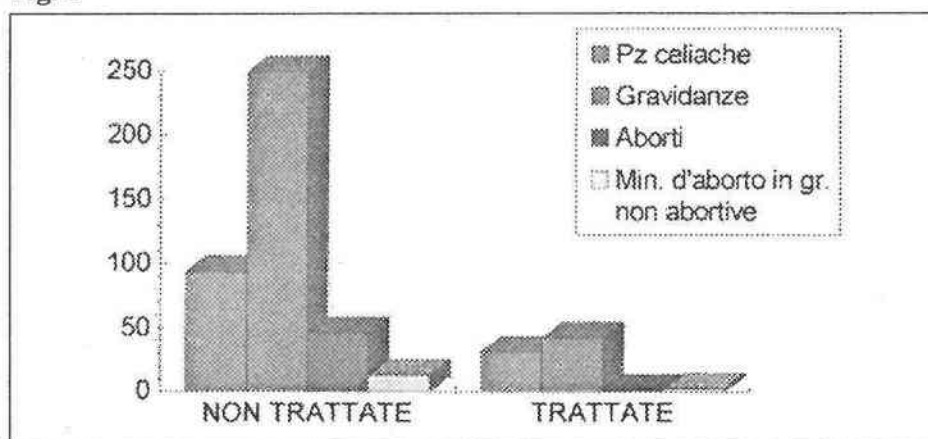 250
200
150
100
50
0
NON TRATTATE
TRATTATE
Pz celiache
Gravidanze
Aborti
Min. d'aborto in gr.
non abortive